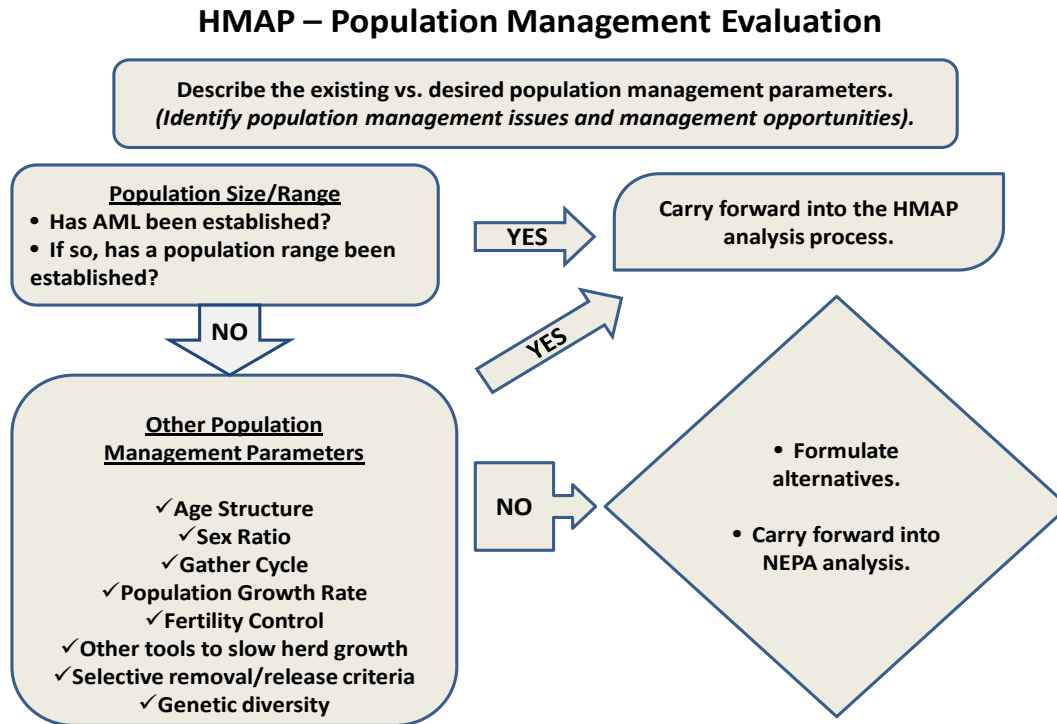 HMAP – Population Management Evaluation
Describe the existing vs. desired population management parameters.
(Identify population management issues and management opportunities).
Population Size/Range
• Has AML been established?
• If so, has a population range been
established?
YES
Carry forward into the HMAP
analysis process.
NO
YES
Other Population
Management Parameters
✓Age Structure
✓Sex Ratio
✓Gather Cycle
✓Population Growth Rate
✓Fertility Control
✓Other tools to slow herd growth
✓Selective removal/release criteria
✓Genetic diversity
NO
• Formulate
alternatives.
• Carry forward into
NEPA analysis.